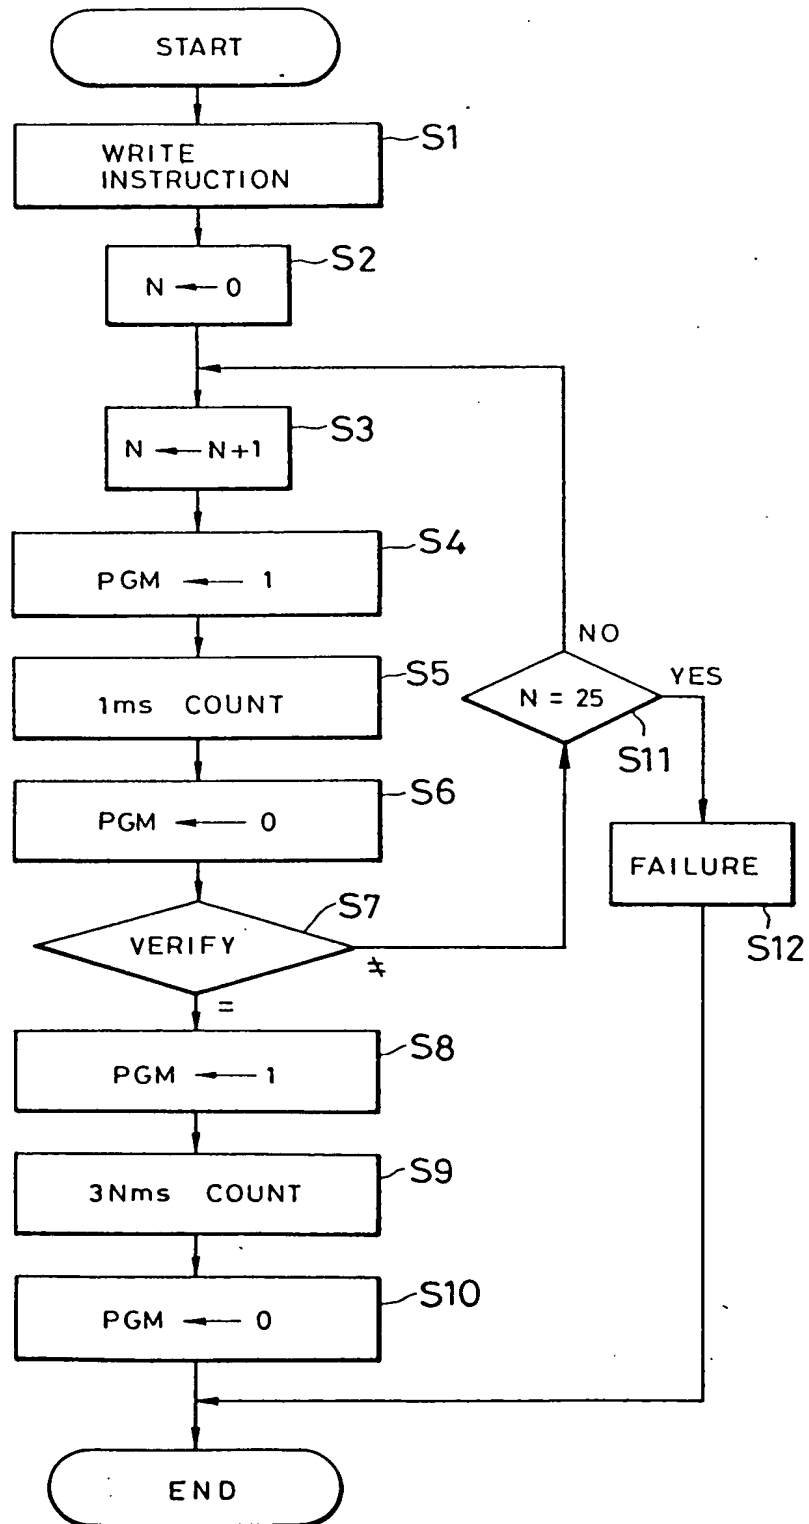 START
WRITE
INSTRUCTION
S1
N ← 0
S2
N ← N+1
S3
PGM ← 1
S4
1ms COUNT
S5
PGM ← 0
S6
VERIFY
S7
≠
=
N = 25
NO
YES
S11
FAILURE
S12
PGM ← 1
S8
3Nms COUNT
S9
PGM ← 0
S10
END